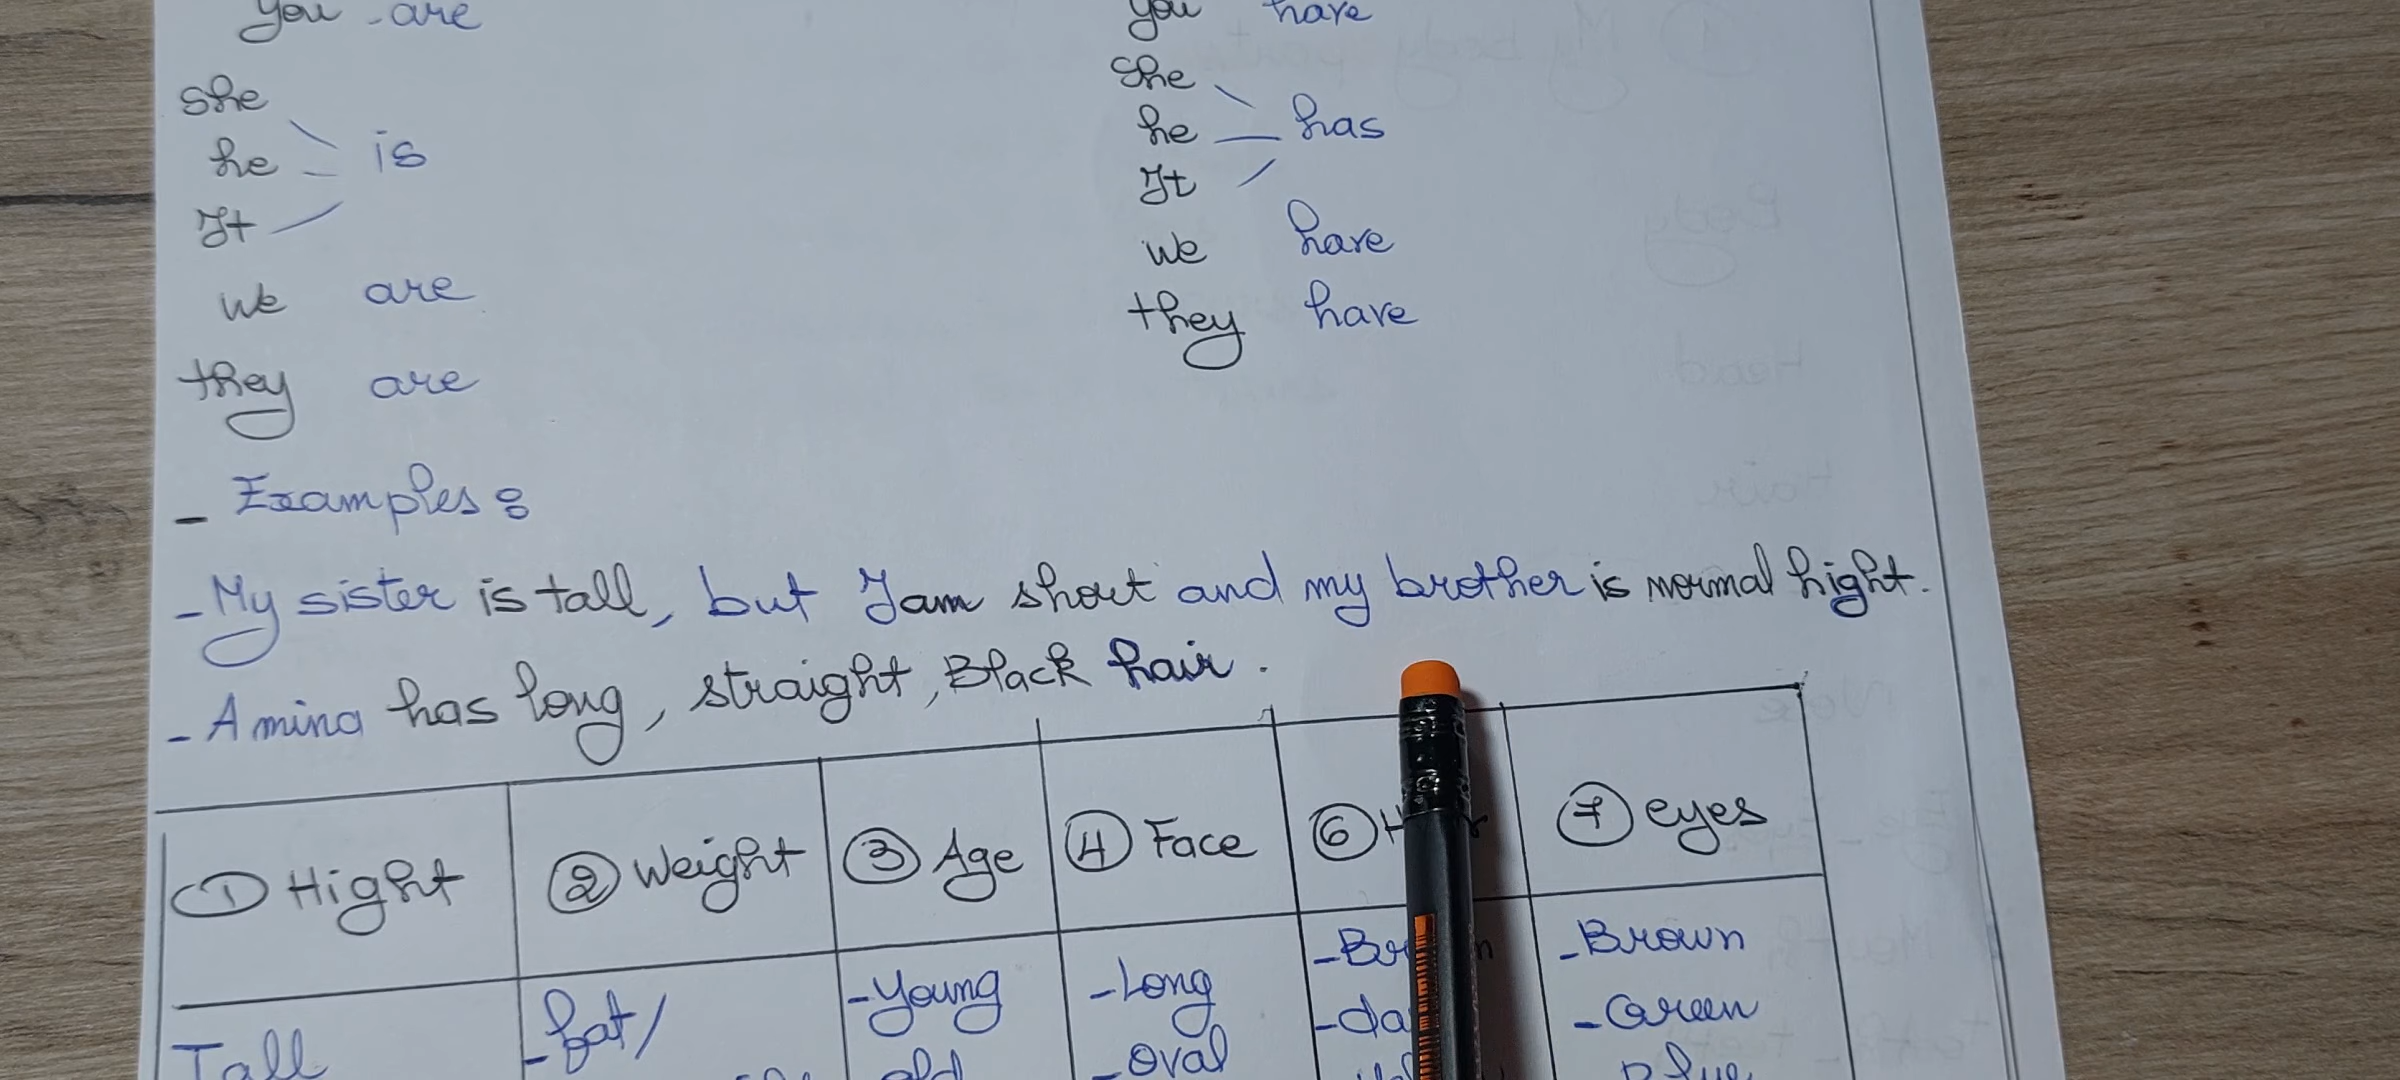 you are
she
he is
It
we are
they are
you have
she
he has
It
we have
they have
- Examples :
- My sister is tall, but I am short and my brother is normal hight.
- Amina has long, straight, Black hair.
① Hight ② Weight ③ Age ④ Face ⑥ ⑦ eyes
Tall - fat/ - Young - Long - Brown
old - Oval - Green
Blue